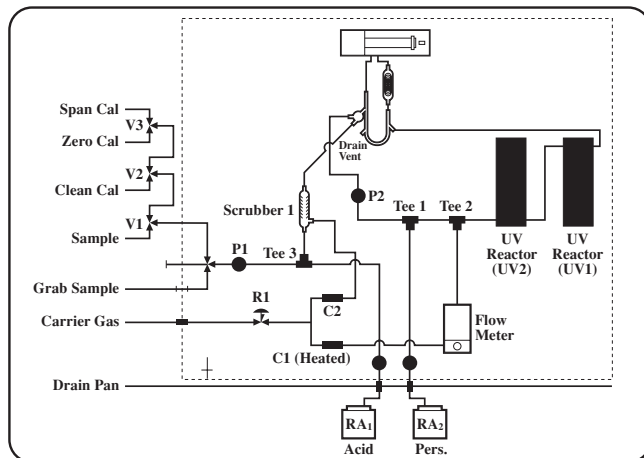 Span Cal
V3
Zero Cal
V2
Clean Cal
V1
Sample
Grab Sample
Carrier Gas
Drain Pan
Drain
Vent
P2
Scrubber 1
P1
Tee 3
Tee 1
Tee 2
UV
Reactor
(UV2)
UV
Reactor
(UV1)
R1
C2
C1 (Heated)
Flow
Meter
RA1
Acid
RA2
Pers.